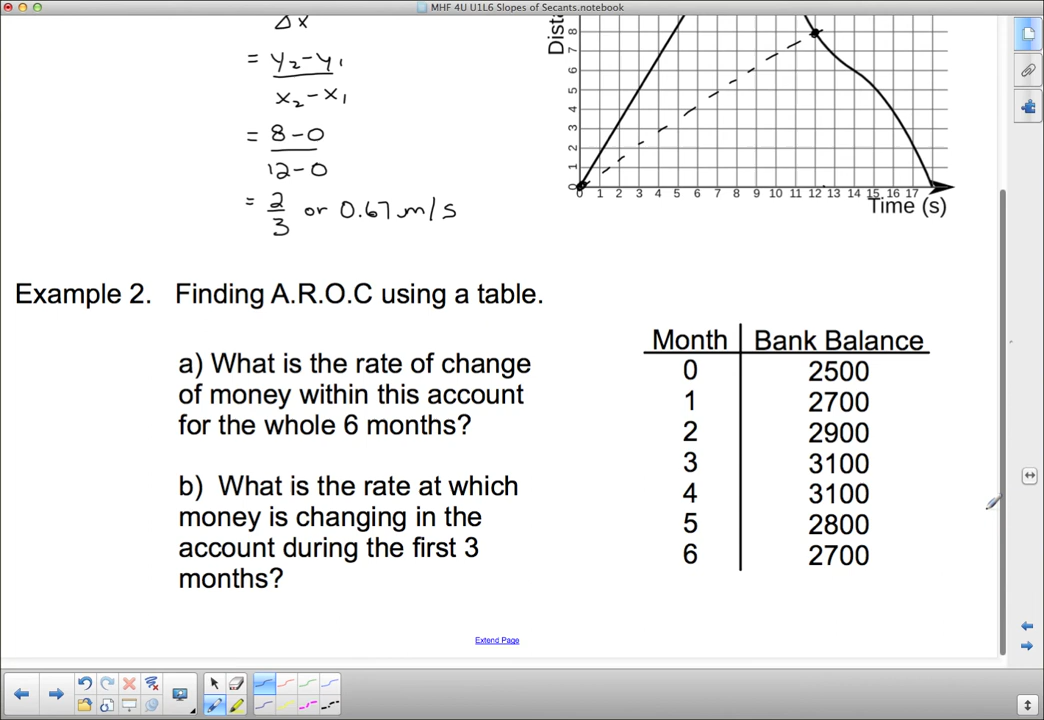 MHF 4U U1L6 Slopes of Secants.notebook
Δx
= y₂-y₁
x₂-x₁
= 8-0
12-0
= 2
3
or 0.67 m/s
8
7
6
5
4
3
2
1
0
0 1 2 3 4 5 6 7 8 9 10 11 12 13 14 15 16 17
Time (s)
Example 2. Finding A.R.O.C using a table.
a) What is the rate of change
of money within this account
for the whole 6 months?
b) What is the rate at which
money is changing in the
account during the first 3
months?
Month Bank Balance
0 2500
1 2700
2 2900
3 3100
4 3100
5 2800
6 2700
Extend Page